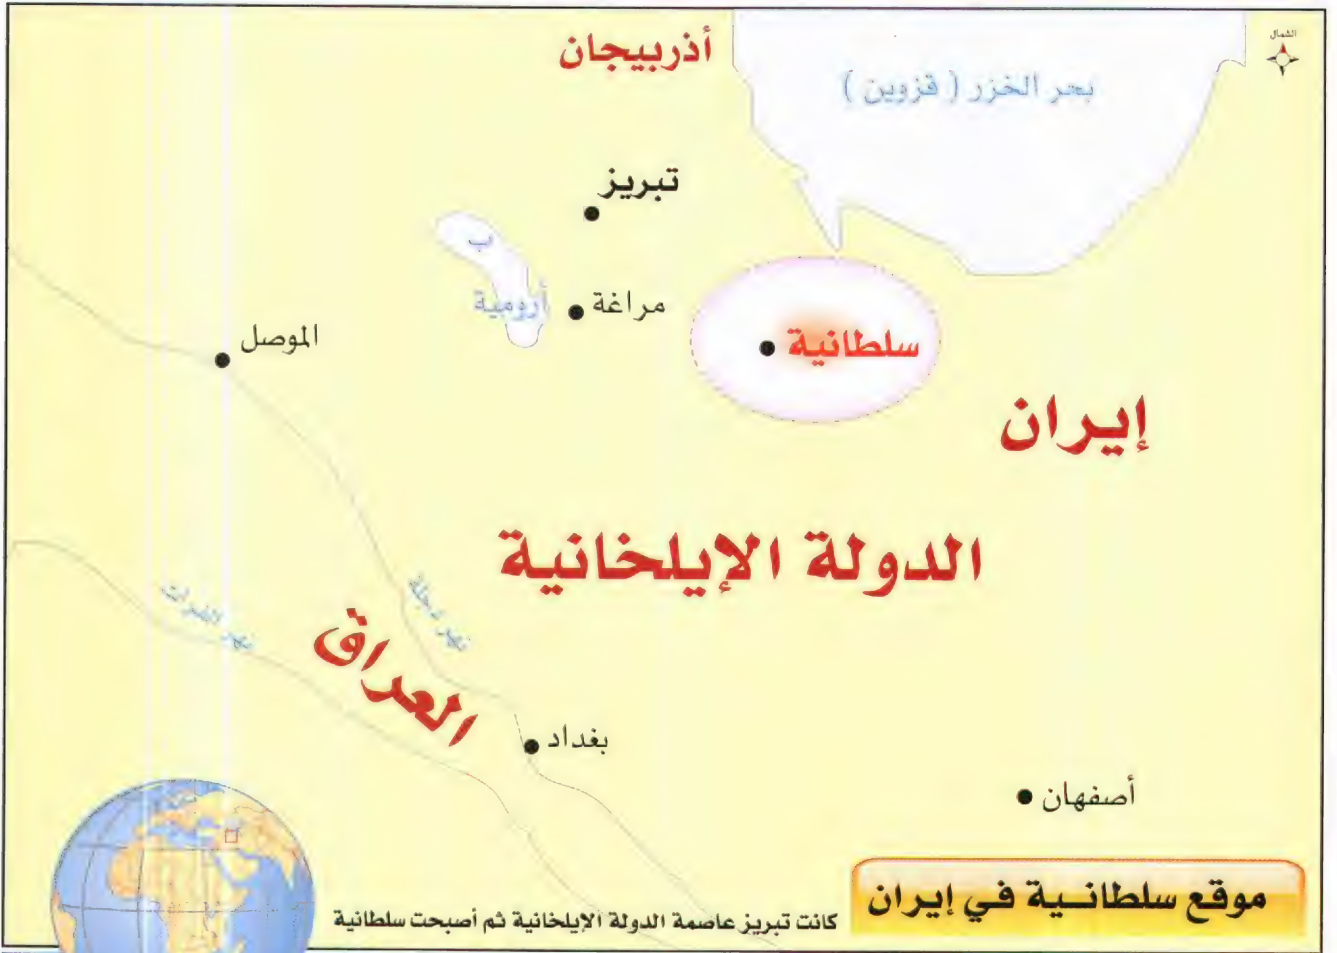 الشمال
أذربيجان
بحر الخزر ( قزوين )
تبريز
ب
أرومية
مراغة
سلطانية
الموصل
إيران
الدولة الإيلخانية
نهر دجلة
نهر الفرات
العراق
بغداد
أصفهان
موقع سلطانية في إيران
كانت تبريز عاصمة الدولة الإيلخانية ثم أصبحت سلطانية